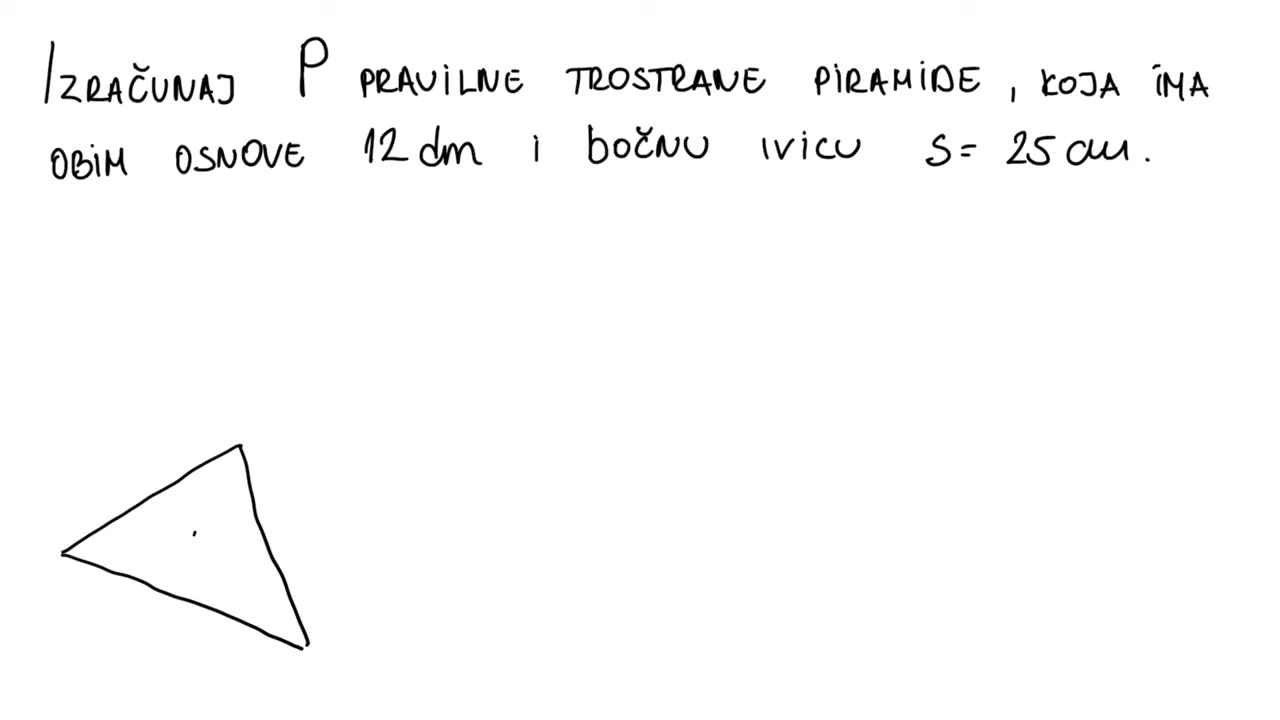 IZRAČUNAJ P PRAVILNE TROSTRANE PIRAMIDE, KOJA IMA
OBIM OSNOVE 12 dm i BOČNU IVICU s = 25 cm.